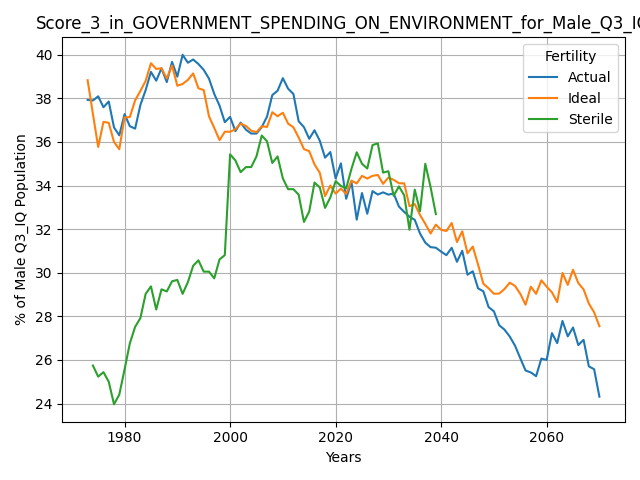 Score_3_in_GOVERNMENT_SPENDING_ON_ENVIRONMENT_for_Male_Q3_IQ
Fertility
Actual
Ideal
Sterile
% of Male Q3_IQ Population
40
38
36
34
32
30
28
26
24
1980
2000
2020
2040
2060
Years